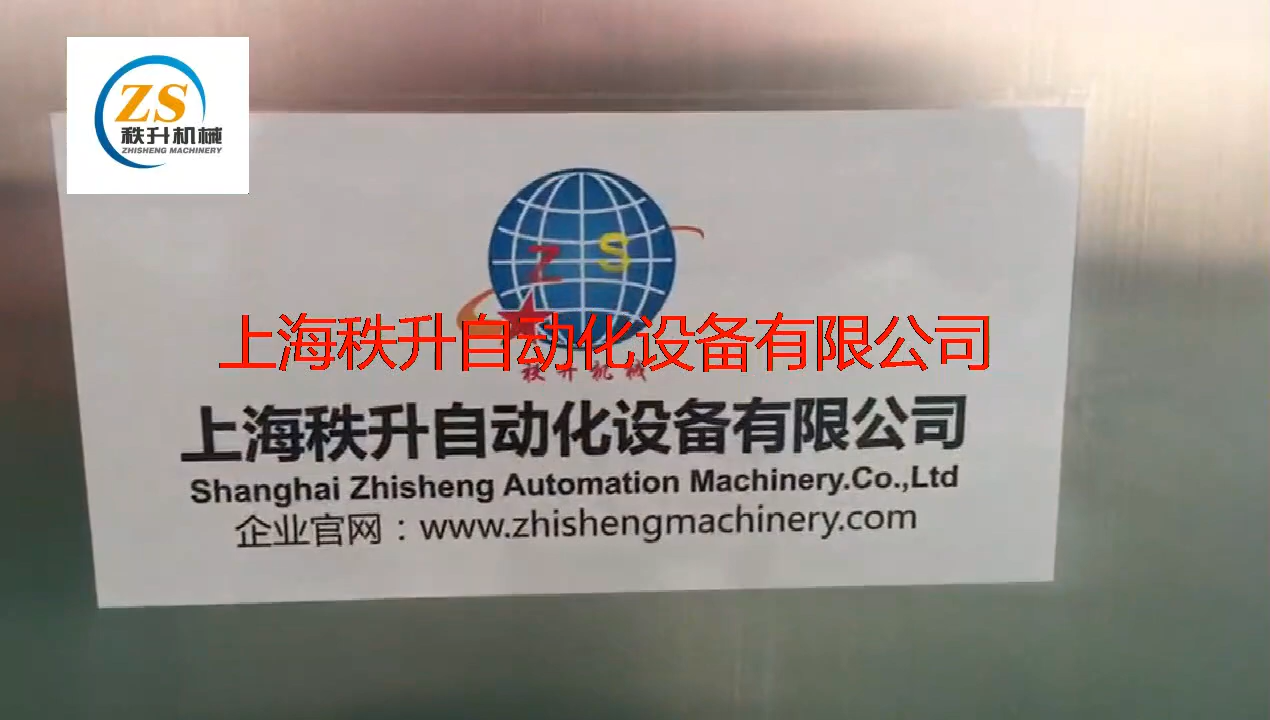 ZS
秩升机械
ZHISHENG MACHINERY
Z S
上海秩升自动化设备有限公司
秩升机械
上海秩升自动化设备有限公司
Shanghai Zhisheng Automation Machinery.Co.,Ltd
企业官网：www.zhishengmachinery.com